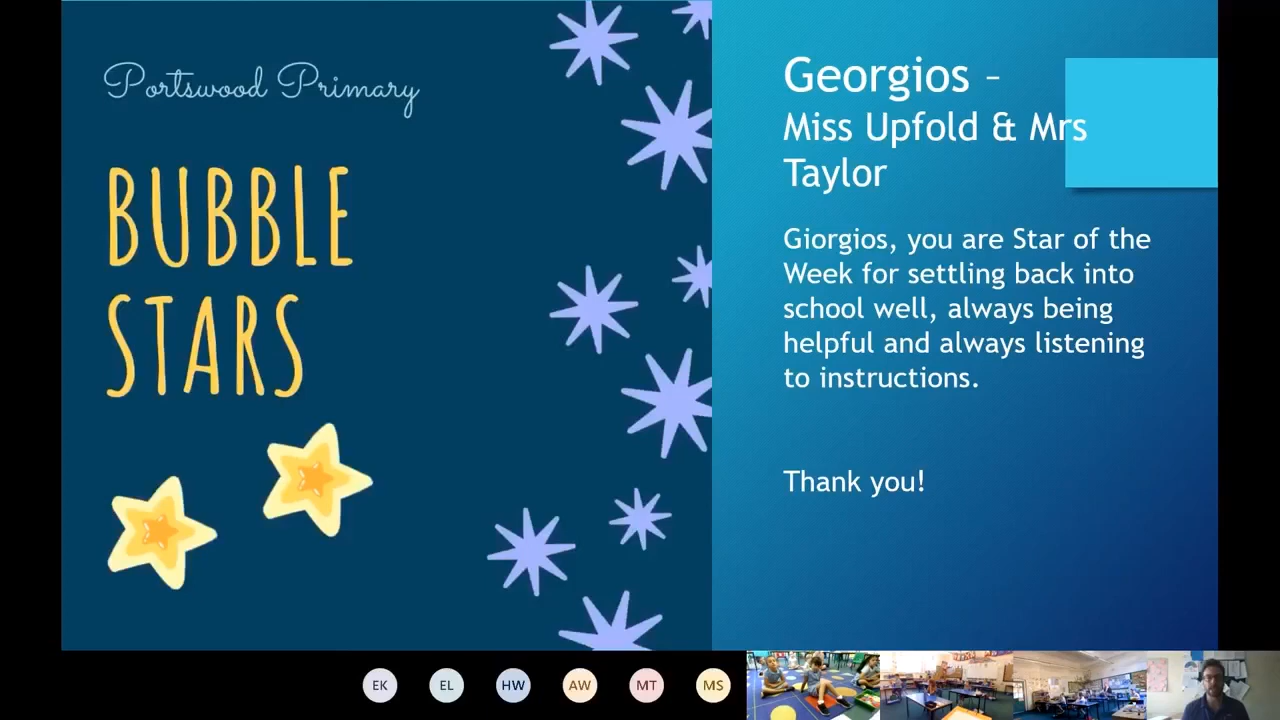 Portswood Primary
BUBBLE
STARS
Georgios –
Miss Upfold & Mrs
Taylor
Giorgios, you are Star of the
Week for settling back into
school well, always being
helpful and always listening
to instructions.
Thank you!
EK EL HW AW MT MS